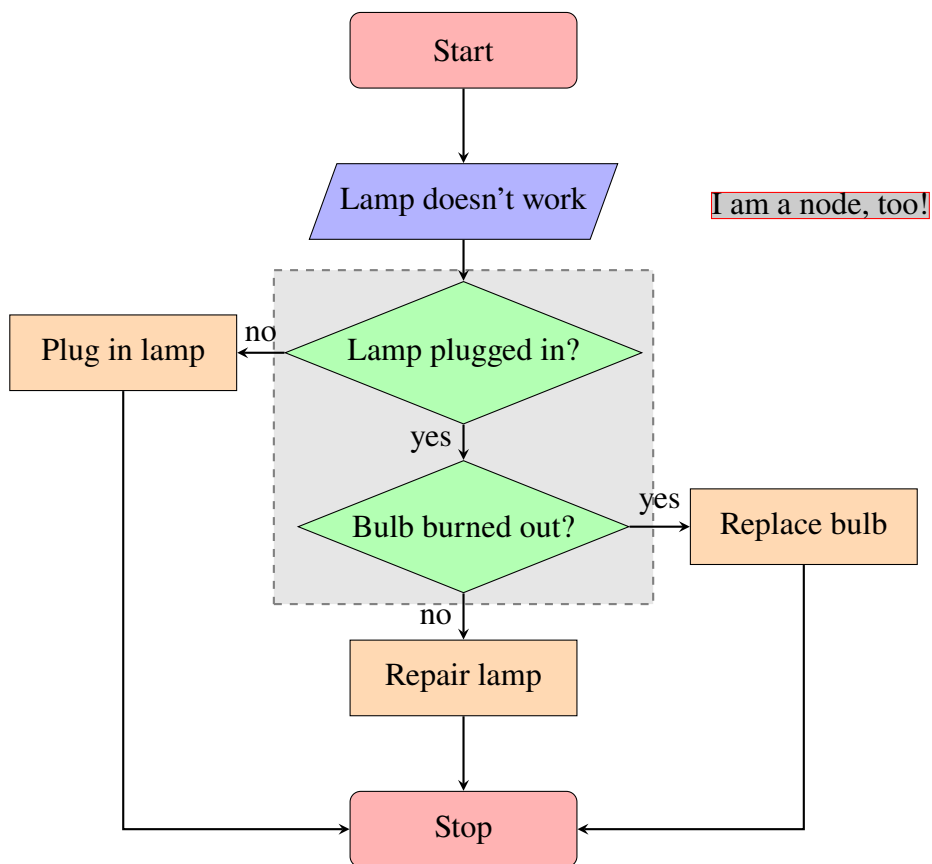 Start
Lamp doesn't work
I am a node, too!
no
Plug in lamp
Lamp plugged in?
yes
yes
Bulb burned out?
Replace bulb
no
Repair lamp
Stop